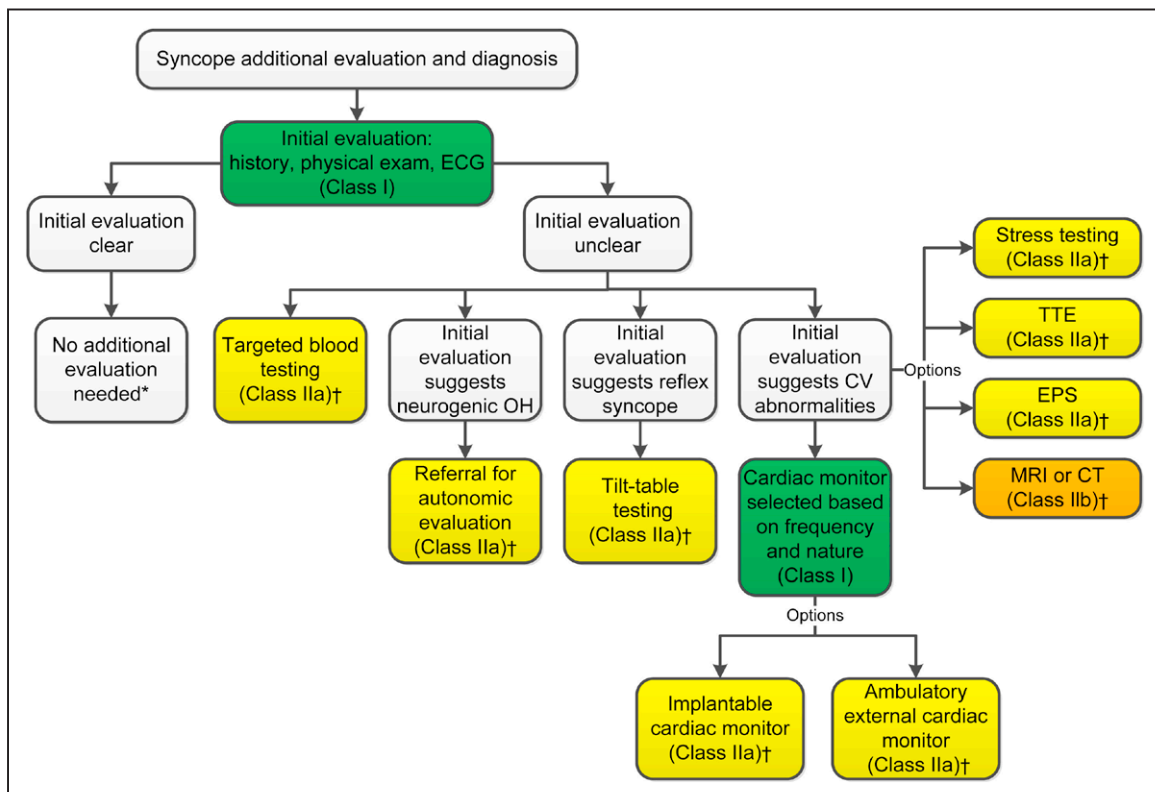 Syncope additional evaluation and diagnosis
Initial evaluation:
history, physical exam, ECG
(Class I)
Initial evaluation
clear
Initial evaluation
unclear
No additional
evaluation
needed*
Targeted blood
testing
(Class IIa)†
Initial
evaluation
suggests
neurogenic OH
Initial
evaluation
suggests reflex
syncope
Initial
evaluation
suggests CV
abnormalities
Options
Stress testing
(Class IIa)†
TTE
(Class IIa)†
EPS
(Class IIa)†
MRI or CT
(Class IIb)†
Referral for
autonomic
evaluation
(Class IIa)†
Tilt-table
testing
(Class IIa)†
Cardiac monitor
selected based
on frequency
and nature
(Class I)
Options
Implantable
cardiac monitor
(Class IIa)†
Ambulatory
external cardiac
monitor
(Class IIa)†